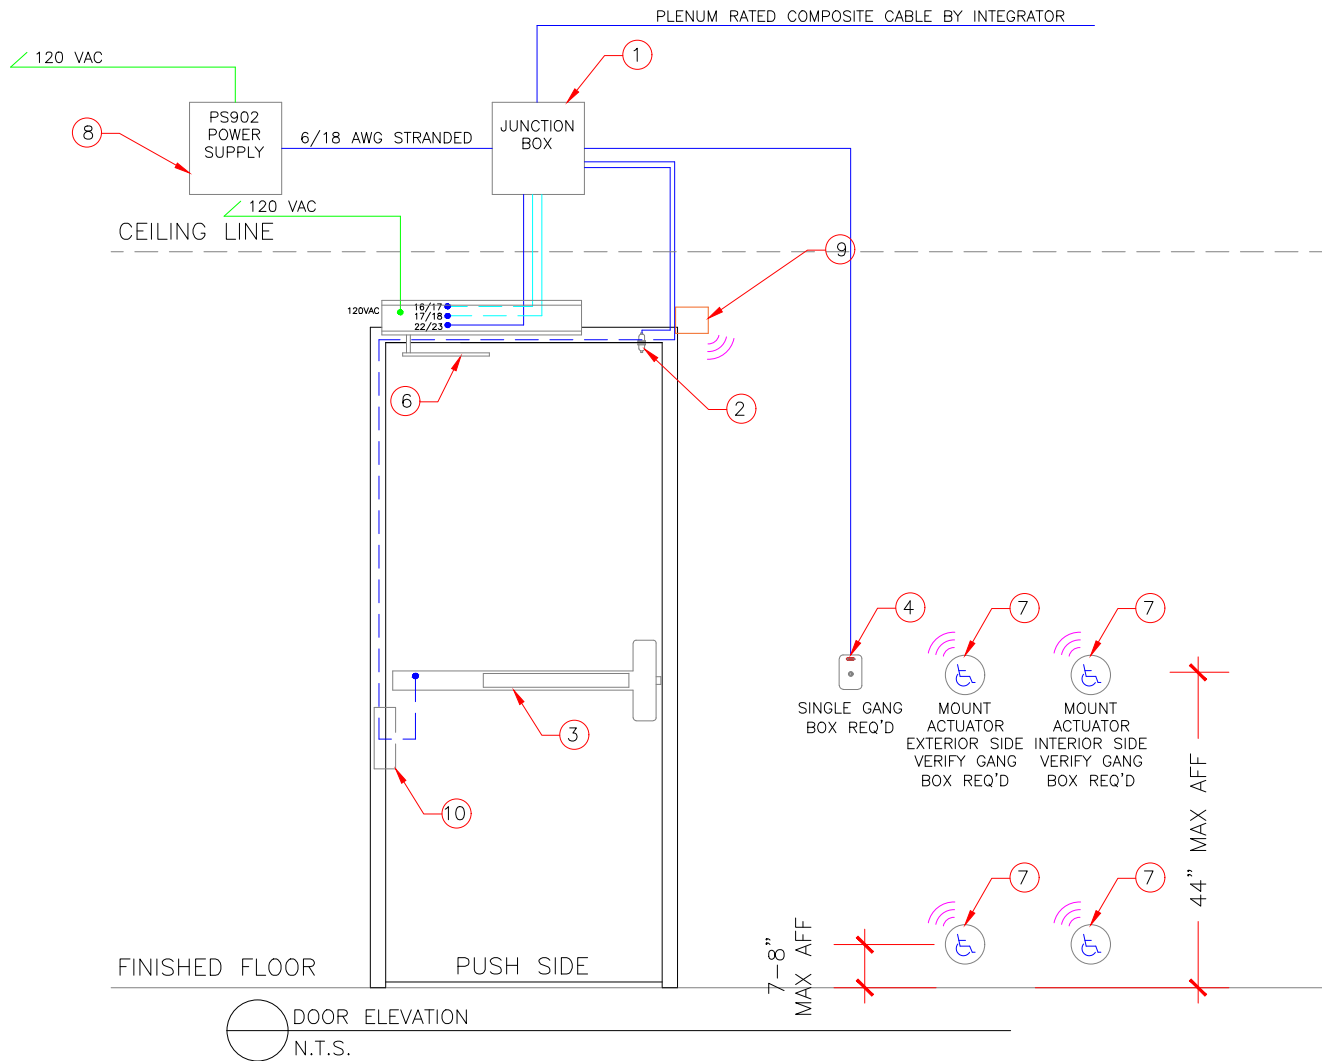 PLENUM RATED COMPOSITE CABLE BY INTEGRATOR
1
120 VAC
PS902
POWER
SUPPLY
8
6/18 AWG STRANDED
JUNCTION
BOX
120 VAC
CEILING LINE
9
120VAC
16/17
17/18
22/23
6
2
4
7
7
SINGLE GANG
BOX REQ'D
MOUNT
ACTUATOR
EXTERIOR SIDE
VERIFY GANG
BOX REQ'D
MOUNT
ACTUATOR
INTERIOR SIDE
VERIFY GANG
BOX REQ'D
3
10
44" MAX AFF
7
7
7-8"
MAX AFF
FINISHED FLOOR
PUSH SIDE
DOOR ELEVATION
N.T.S.